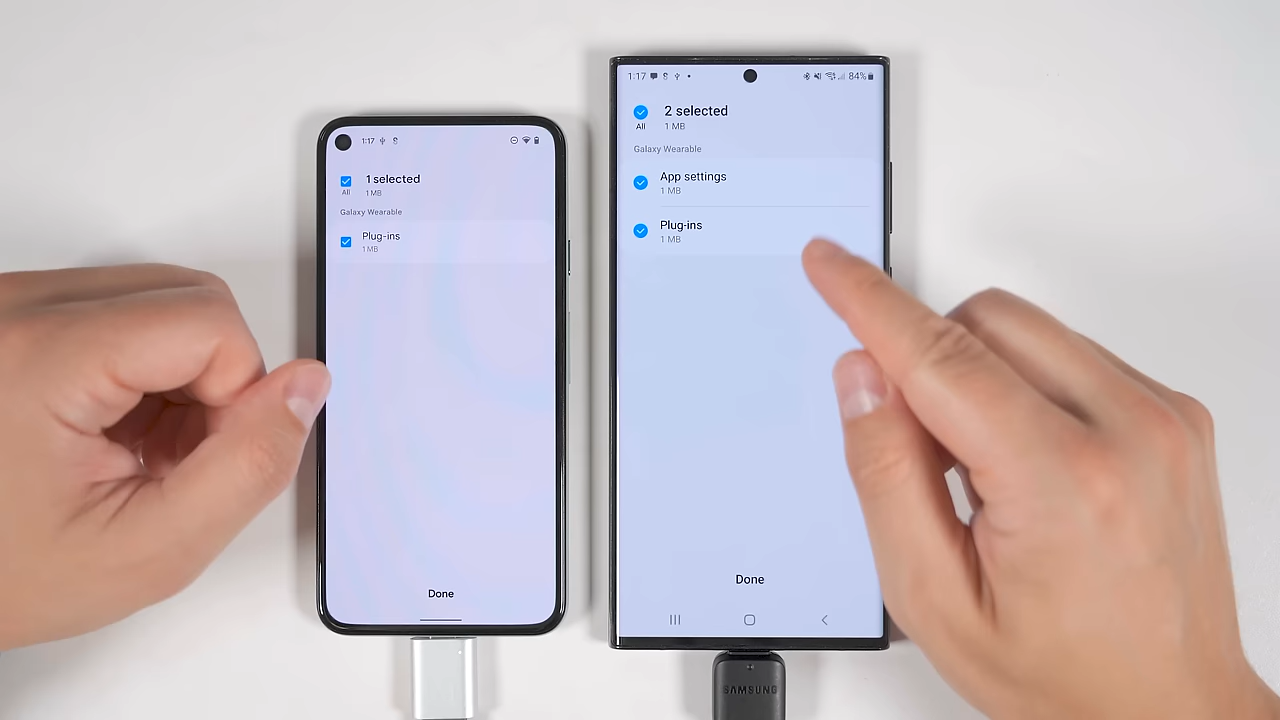 1:17
1 selected
All
1 MB
Galaxy Wearable
Plug-ins
1 MB
Done
1:17
84%
2 selected
All
1 MB
Galaxy Wearable
App settings
1 MB
Plug-ins
1 MB
Done
SAMSUNG